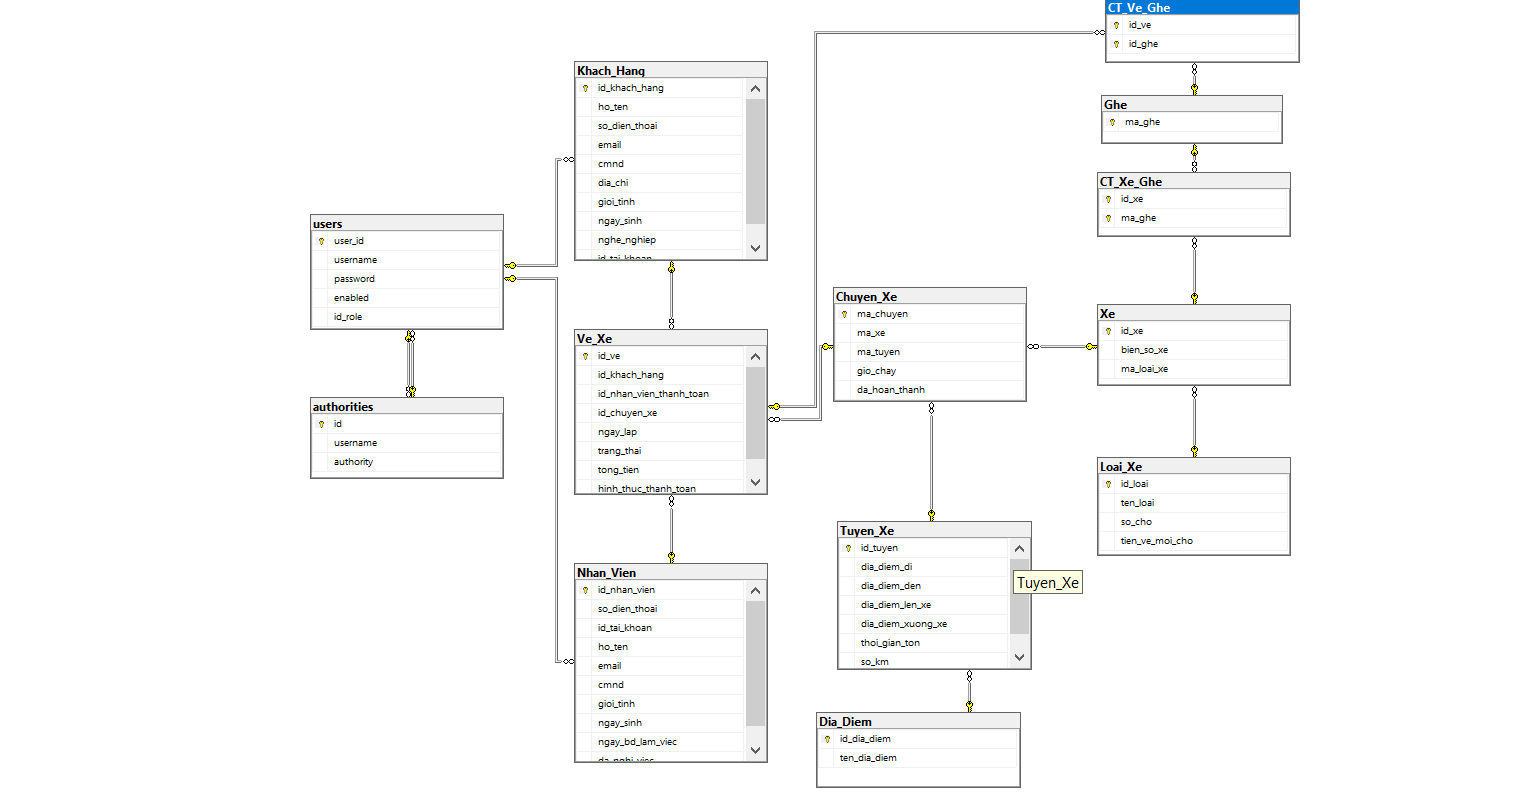 CT_Ve_Ghe
id_ve
id_ghe
Khach_Hang
id_khach_hang
ho_ten
so_dien_thoai
email
cmnd
dia_chi
gioi_tinh
ngay_sinh
nghe_nghiep
id_tai_khoan
Ghe
ma_ghe
CT_Xe_Ghe
id_xe
ma_ghe
users
user_id
username
password
enabled
id_role
Chuyen_Xe
ma_chuyen
ma_xe
ma_tuyen
gio_chay
da_hoan_thanh
Xe
id_xe
bien_so_xe
ma_loai_xe
Ve_Xe
id_ve
id_khach_hang
id_nhan_vien_thanh_toan
id_chuyen_xe
ngay_lap
trang_thai
tong_tien
hinh_thuc_thanh_toan
authorities
id
username
authority
Loai_Xe
id_loai
ten_loai
so_cho
tien_ve_moi_cho
Tuyen_Xe
id_tuyen
dia_diem_di
dia_diem_den
dia_diem_len_xe
dia_diem_xuong_xe
thoi_gian_ton
so_km
Tuyen_Xe
Nhan_Vien
id_nhan_vien
so_dien_thoai
id_tai_khoan
ho_ten
email
cmnd
gioi_tinh
ngay_sinh
ngay_bd_lam_viec
da_nghi_viec
Dia_Diem
id_dia_diem
ten_dia_diem